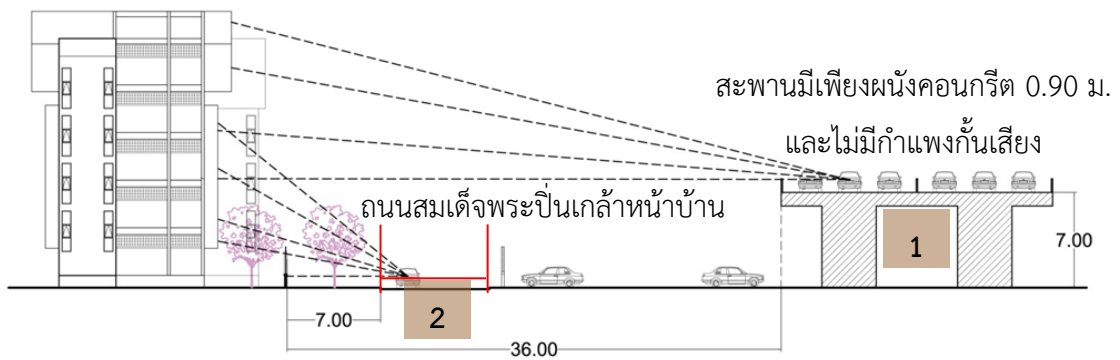 สะพานมีเพียงผนังคอนกรีต 0.90 ม.
และไม่มีกำแพงกั้นเสียง
ถนนสมเด็จพระปิ่นเกล้าหน้าบ้าน
1
7.00
2
7.00
36.00